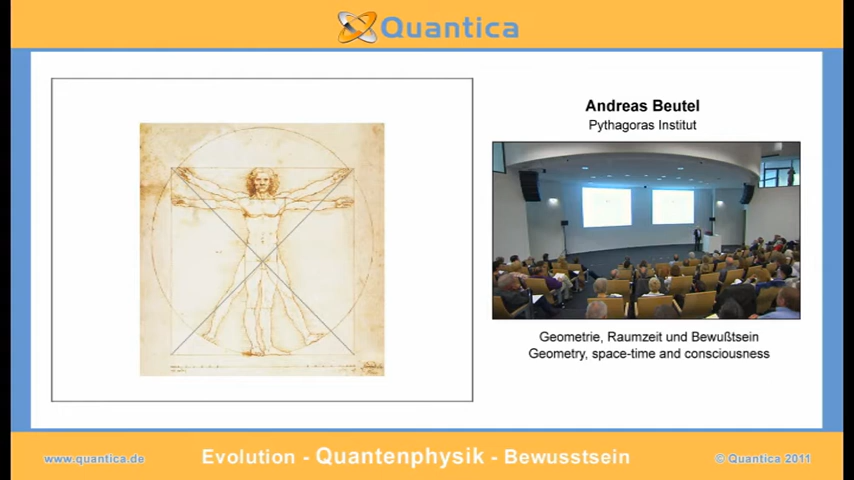 Quantica
Andreas Beutel
Pythagoras Institut
Geometrie, Raumzeit und Bewußtsein
Geometry, space-time and consciousness
www.quantica.de
Evolution - Quantenphysik - Bewusstsein
© Quantica 2011